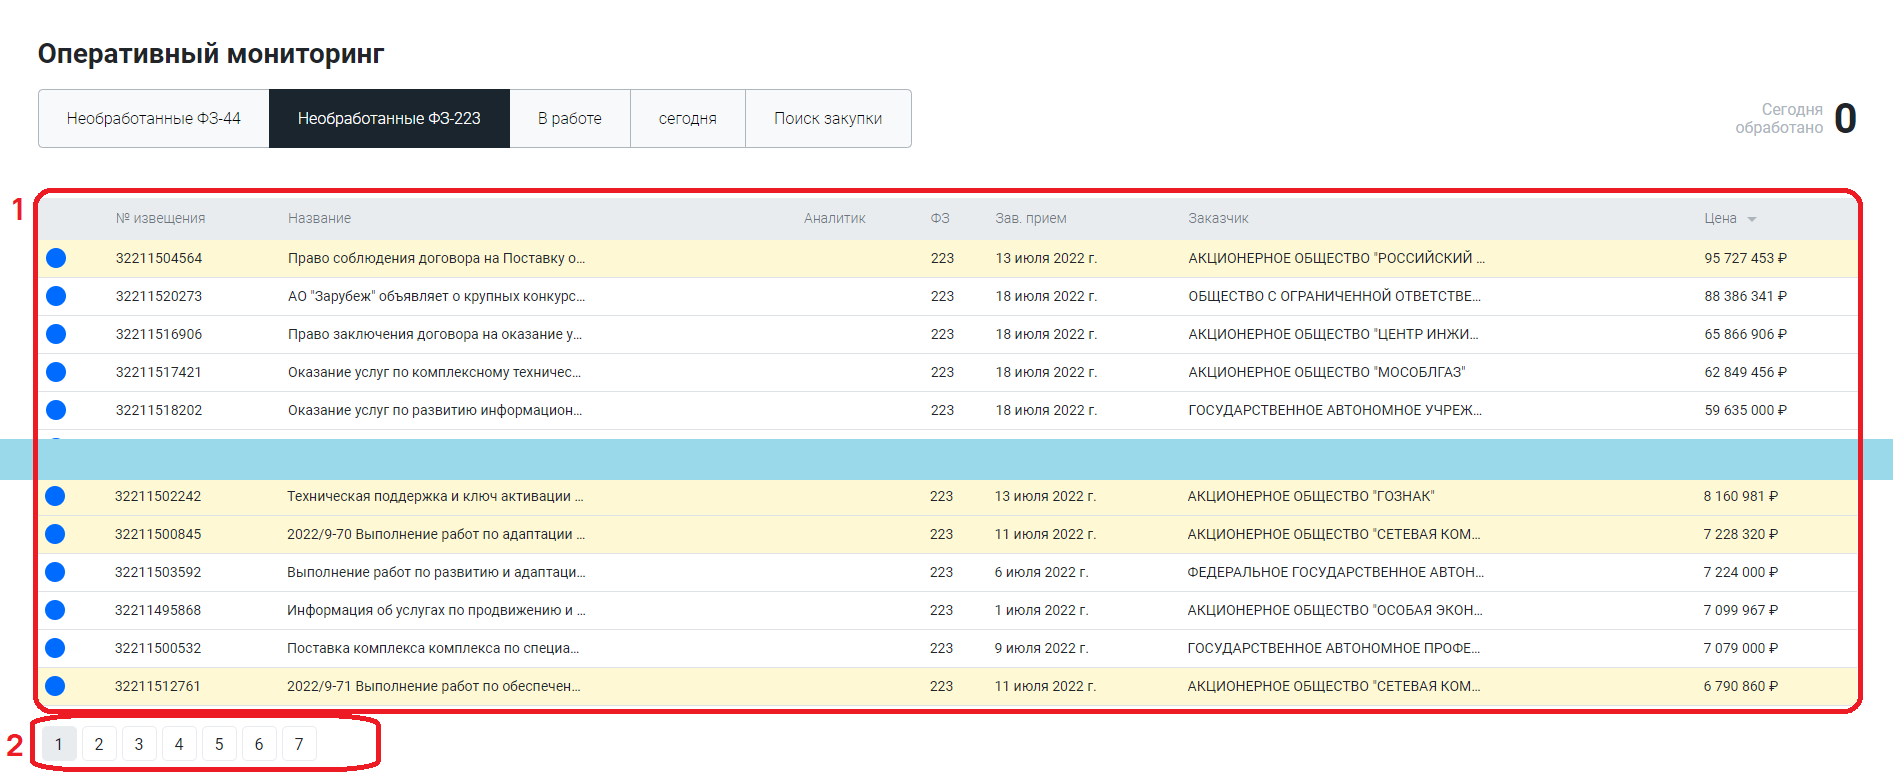 Оперативный мониторинг
Необработанные ФЗ-44 Необработанные ФЗ-223 В работе сегодня Поиск закупки
Сегодня обработано 0
1
№ извещения Название Аналитик ФЗ Зав. прием Заказчик Цена
32211504564 Право соблюдения договора на Поставку о... 223 13 июля 2022 г. АКЦИОНЕРНОЕ ОБЩЕСТВО "РОССИЙСКИЙ ... 95 727 453 ₽
32211520273 АО "Зарубеж" объявляет о крупных конкурс... 223 18 июля 2022 г. ОБЩЕСТВО С ОГРАНИЧЕННОЙ ОТВЕТСТВЕ... 88 386 341 ₽
32211516906 Право заключения договора на оказание у... 223 18 июля 2022 г. АКЦИОНЕРНОЕ ОБЩЕСТВО "ЦЕНТР ИНЖИ... 65 866 906 ₽
32211517421 Оказание услуг по комплексному техничес... 223 18 июля 2022 г. АКЦИОНЕРНОЕ ОБЩЕСТВО "МОСОБЛГАЗ" 62 849 456 ₽
32211518202 Оказание услуг по развитию информацион... 223 18 июля 2022 г. ГОСУДАРСТВЕННОЕ АВТОНОМНОЕ УЧРЕЖ... 59 635 000 ₽
32211502242 Техническая поддержка и ключ активации ... 223 13 июля 2022 г. АКЦИОНЕРНОЕ ОБЩЕСТВО "ГОЗНАК" 8 160 981 ₽
32211500845 2022/9-70 Выполнение работ по адаптации ... 223 11 июля 2022 г. АКЦИОНЕРНОЕ ОБЩЕСТВО "СЕТЕВАЯ КОМ... 7 228 320 ₽
32211503592 Выполнение работ по развитию и адаптаци... 223 6 июля 2022 г. ФЕДЕРАЛЬНОЕ ГОСУДАРСТВЕННОЕ АВТОН... 7 224 000 ₽
32211495868 Информация об услугах по продвижению и ... 223 1 июля 2022 г. АКЦИОНЕРНОЕ ОБЩЕСТВО "ОСОБАЯ ЭКОН... 7 099 967 ₽
32211500532 Поставка комплекса комплекса по специа... 223 9 июля 2022 г. ГОСУДАРСТВЕННОЕ АВТОНОМНОЕ ПРОФЕ... 7 079 000 ₽
32211512761 2022/9-71 Выполнение работ по обеспечен... 223 11 июля 2022 г. АКЦИОНЕРНОЕ ОБЩЕСТВО "СЕТЕВАЯ КОМ... 6 790 860 ₽
2
1 2 3 4 5 6 7